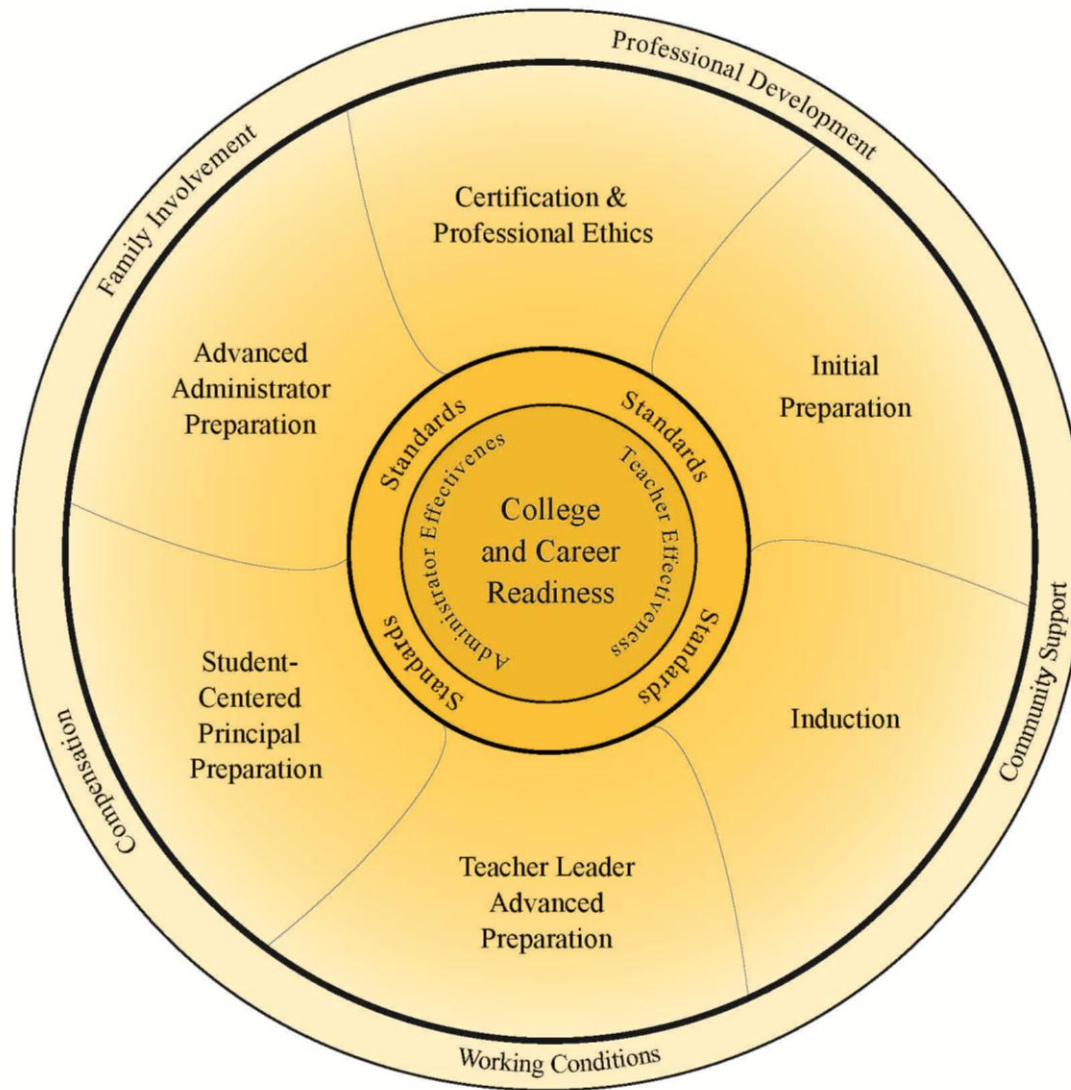 Professional Development
Family Involvement
Certification &
Professional Ethics
Advanced
Administrator
Preparation
Initial
Preparation
Standards
Standards
Administrator Effectivenes
Teacher Effectiveness
College
and Career
Readiness
Standards
Standards
Student-
Centered
Principal
Preparation
Induction
Compensation
Community Support
Teacher Leader
Advanced
Preparation
Working Conditions